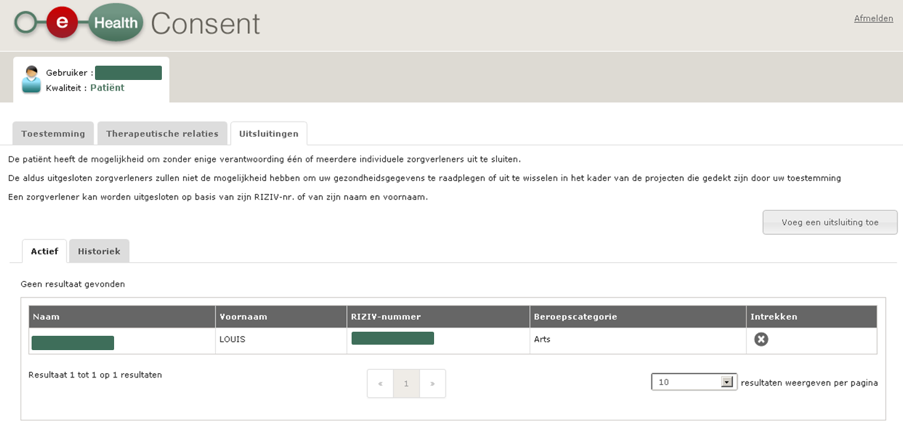 e Health Consent
Afmelden
Gebruiker :
Kwaliteit : Patiënt
Toestemming Therapeutische relaties Uitsluitingen
De patiënt heeft de mogelijkheid om zonder enige verantwoording één of meerdere individuele zorgverleners uit te sluiten.
De aldus uitgesloten zorgverleners zullen niet de mogelijkheid hebben om uw gezondheidsgegevens te raadplegen of uit te wisselen in het kader van de projecten die gedekt zijn door uw toestemming
Een zorgverlener kan worden uitgesloten op basis van zijn RIZIV-nr. of van zijn naam en voornaam.
Voeg een uitsluiting toe
Actief Historiek
Geen resultaat gevonden
Naam Voornaam RIZIV-nummer Beroepscategorie Intrekken
LOUIS Arts
Resultaat 1 tot 1 op 1 resultaten « 1 » 10 resultaten weergeven per pagina